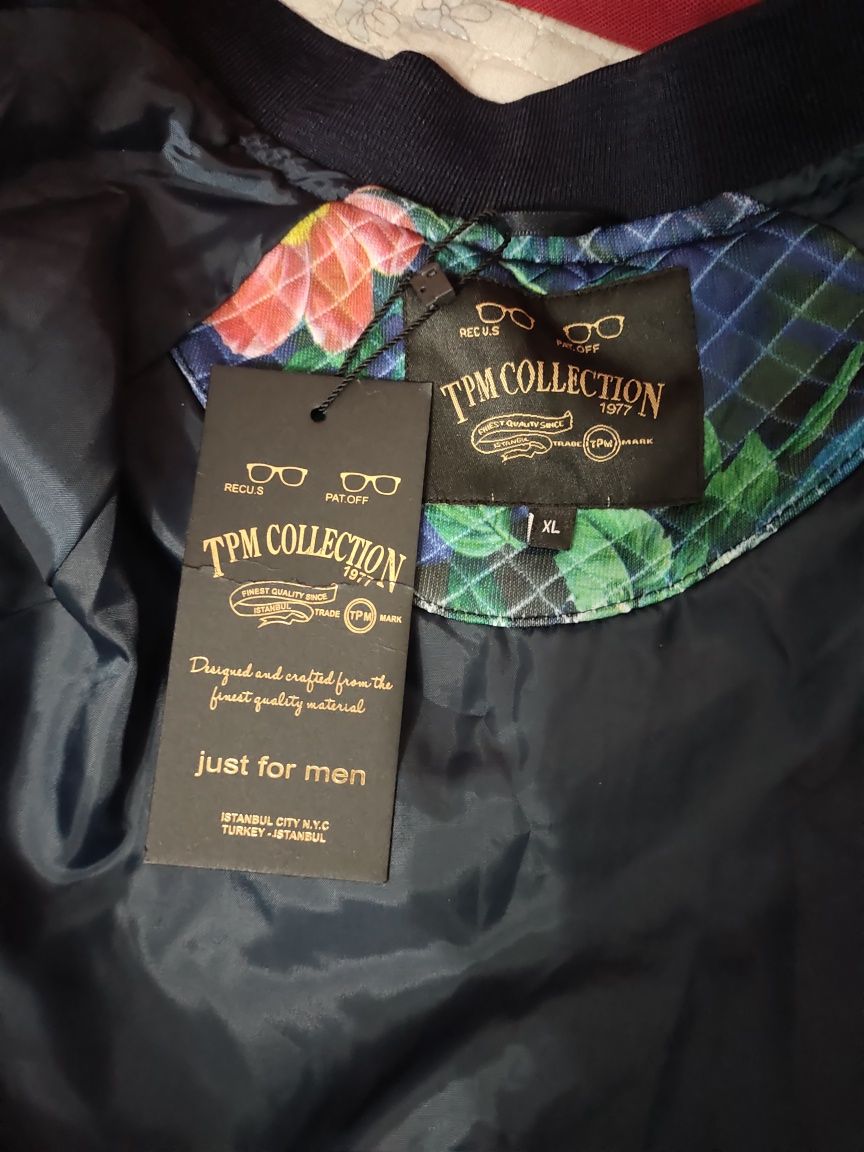 REC U.S
PAT.OFF
TPM COLLECTION
1977
FINEST QUALITY SINCE
ISTANBUL
TRADE TPM MARK
XL
RECU.S
PAT.OFF
TPM COLLECTION
1977
FINEST QUALITY SINCE
ISTANBUL
TRADE TPM MARK
Designed and crafted from the
finest quality material
just for men
ISTANBUL CITY N.Y.C
TURKEY - ISTANBUL